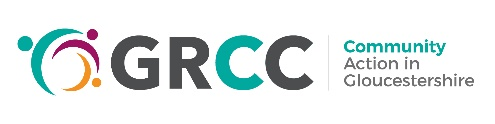 GRCC
Community
Action in
Gloucestershire